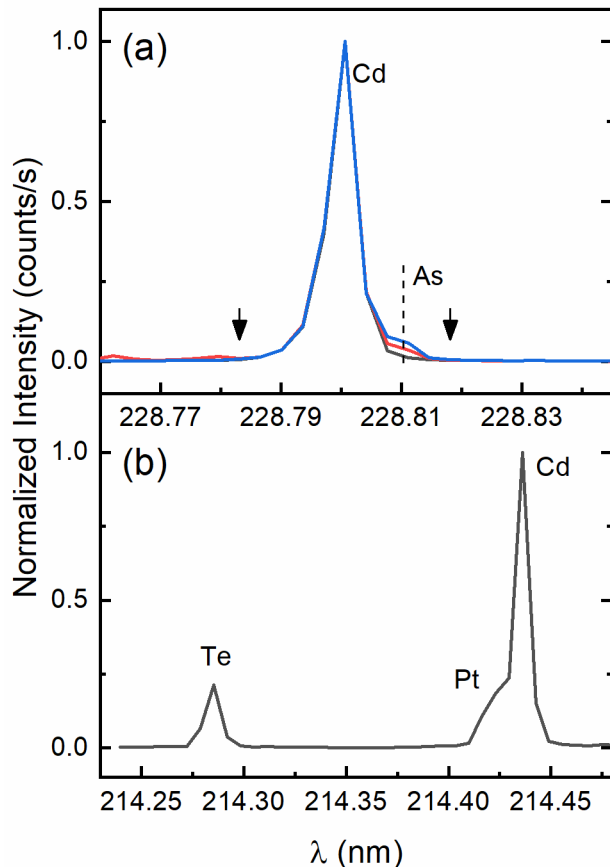 Normalized Intensity (counts/s)
(a)
Cd
As
1.0
0.5
0.0
228.77 228.79 228.81 228.83
(b)
Cd
Te
Pt
1.0
0.5
0.0
214.25 214.30 214.35 214.40 214.45
λ (nm)